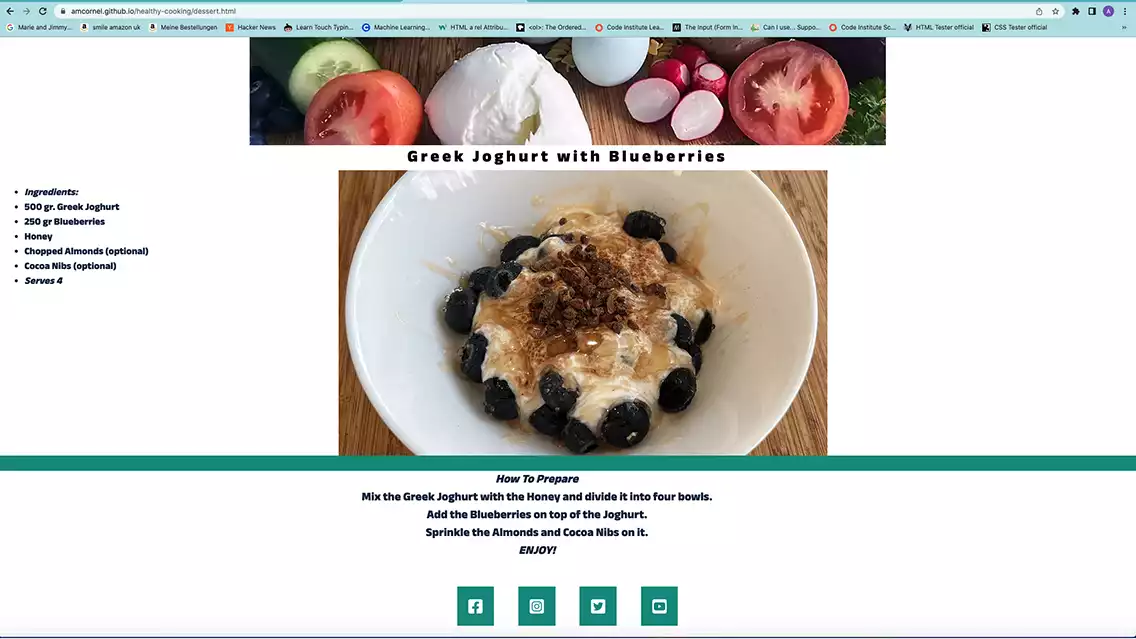 amcornel.github.io/healthy-cooking/dessert.html
A
Marie and Jimmy... smile amazon uk Meine Bestellungen Hacker News Learn Touch Typin... Machine Learning... HTML a rel Attribu... <ol>: The Ordered... Code Institute Lea... The Input (Form In... Can I use... Suppo... Code Institute Sc... HTML Tester official CSS Tester official »
Greek Joghurt with Blueberries
Ingredients:
500 gr. Greek Joghurt
250 gr Blueberries
Honey
Chopped Almonds (optional)
Cocoa Nibs (optional)
Serves 4
How To Prepare
Mix the Greek Joghurt with the Honey and divide it into four bowls.
Add the Blueberries on top of the Joghurt.
Sprinkle the Almonds and Cocoa Nibs on it.
ENJOY!